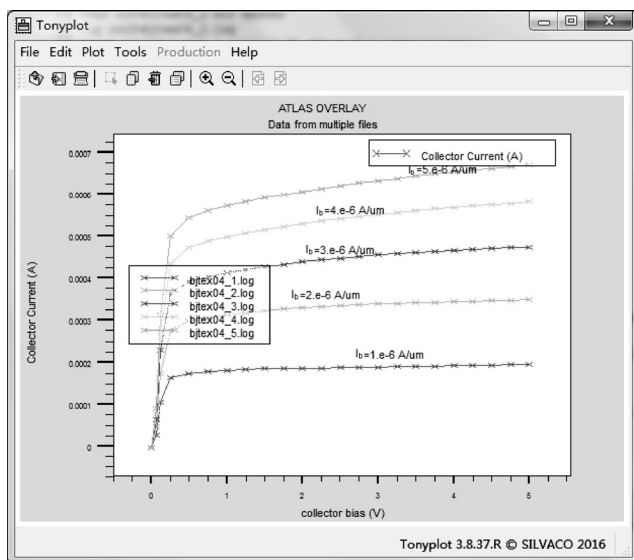 Tonyplot
File Edit Plot Tools Production Help
ATLAS OVERLAY
Data from multiple files
Collector Current (A)
0.0007
0.0006
0.0005
0.0004
0.0003
0.0002
0.0001
0
Collector Current (A)
Ib=5.e-6 A/um
Ib=4.e-6 A/um
Ib=3.e-6 A/um
Ib=2.e-6 A/um
Ib=1.e-6 A/um
bjtex04_1.log
bjtex04_2.log
bjtex04_3.log
bjtex04_4.log
bjtex04_5.log
0 1 2 3 4 5
collector bias (V)
Tonyplot 3.8.37.R © SILVACO 2016